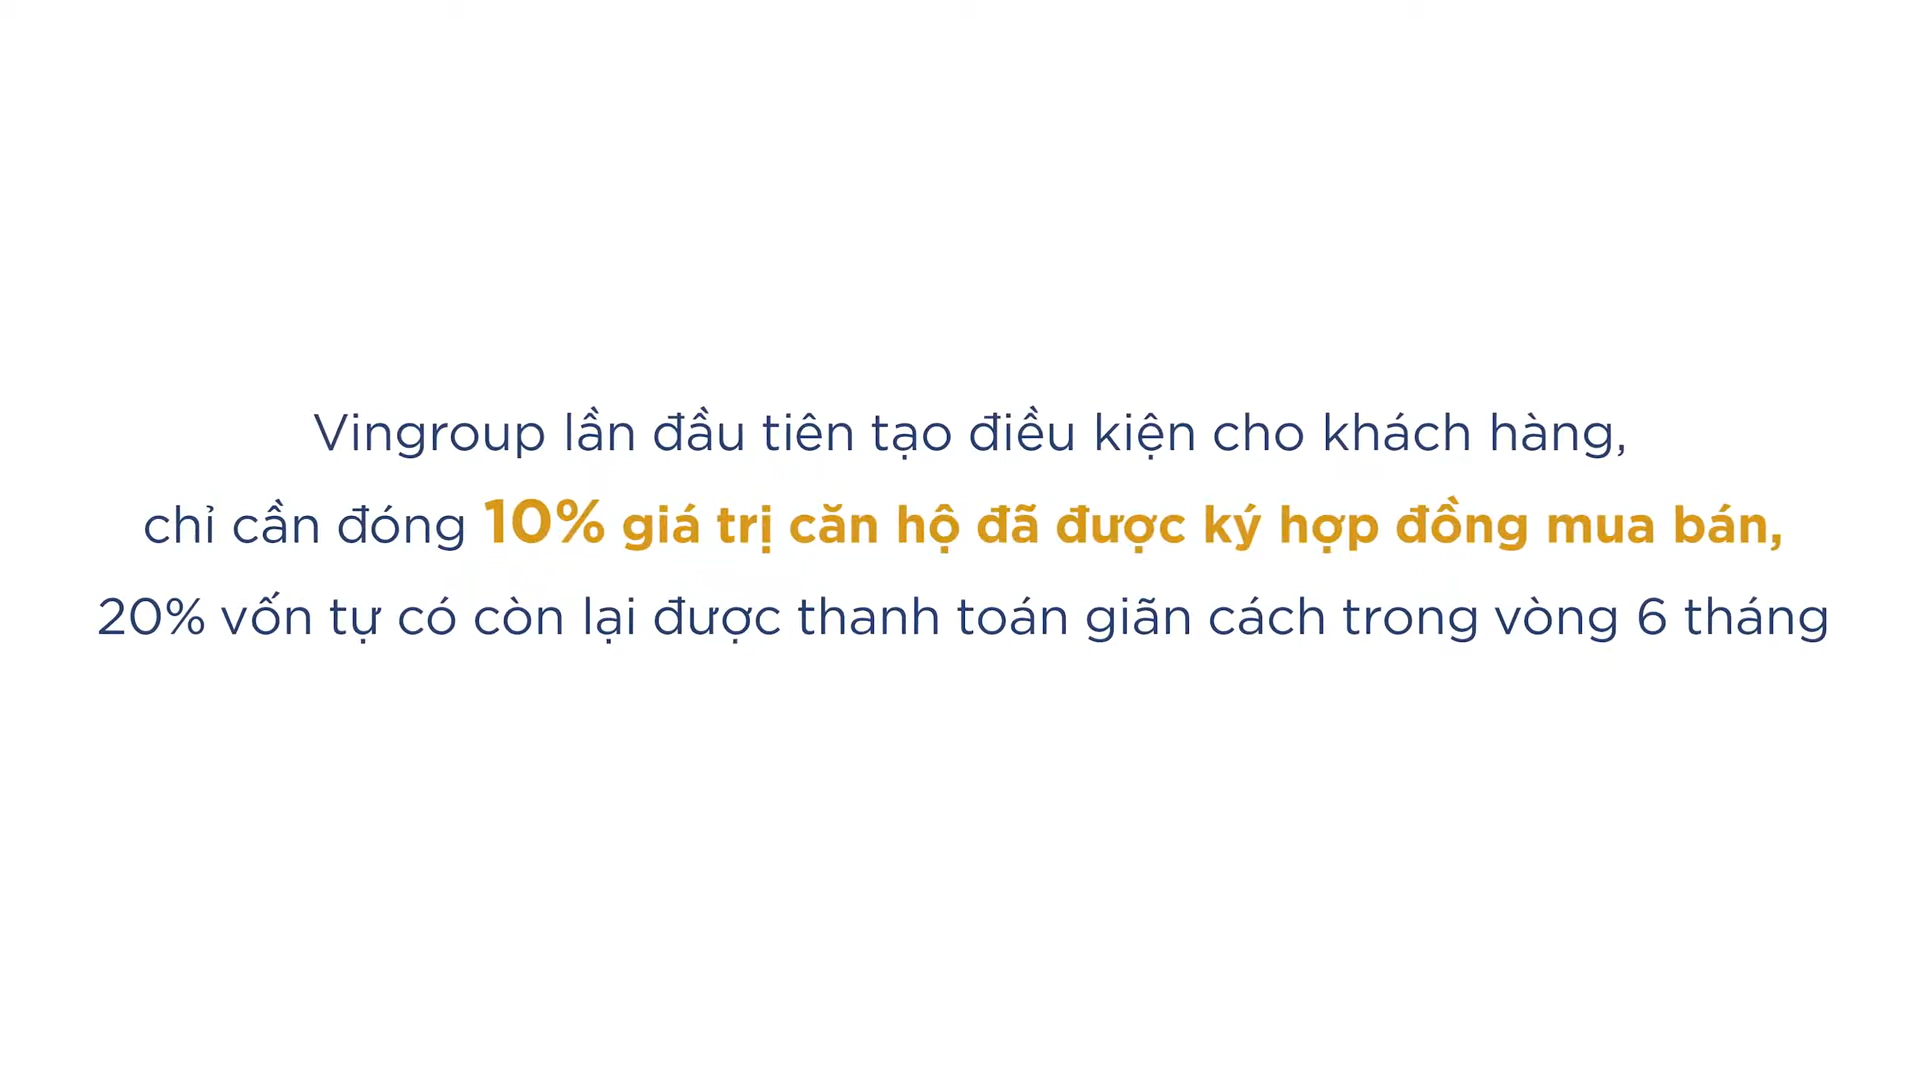 Vingroup lần đầu tiên tạo điều kiện cho khách hàng,
chỉ cần đóng 10% giá trị căn hộ đã được ký hợp đồng mua bán,
20% vốn tự có còn lại được thanh toán giãn cách trong vòng 6 tháng